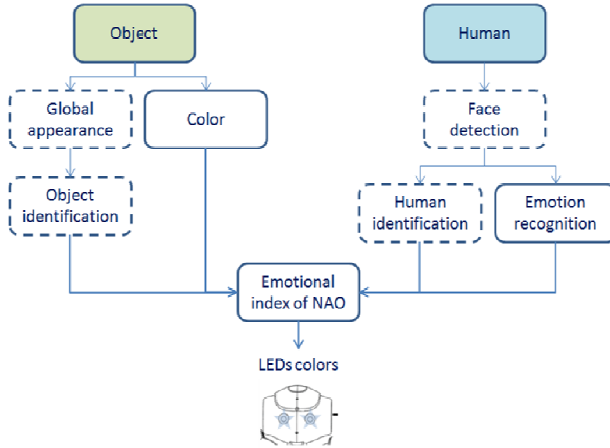 Object
Human
Global
appearance
Color
Face
detection
Object
identification
Human
identification
Emotion
recognition
Emotional
index of NAO
LEDs colors